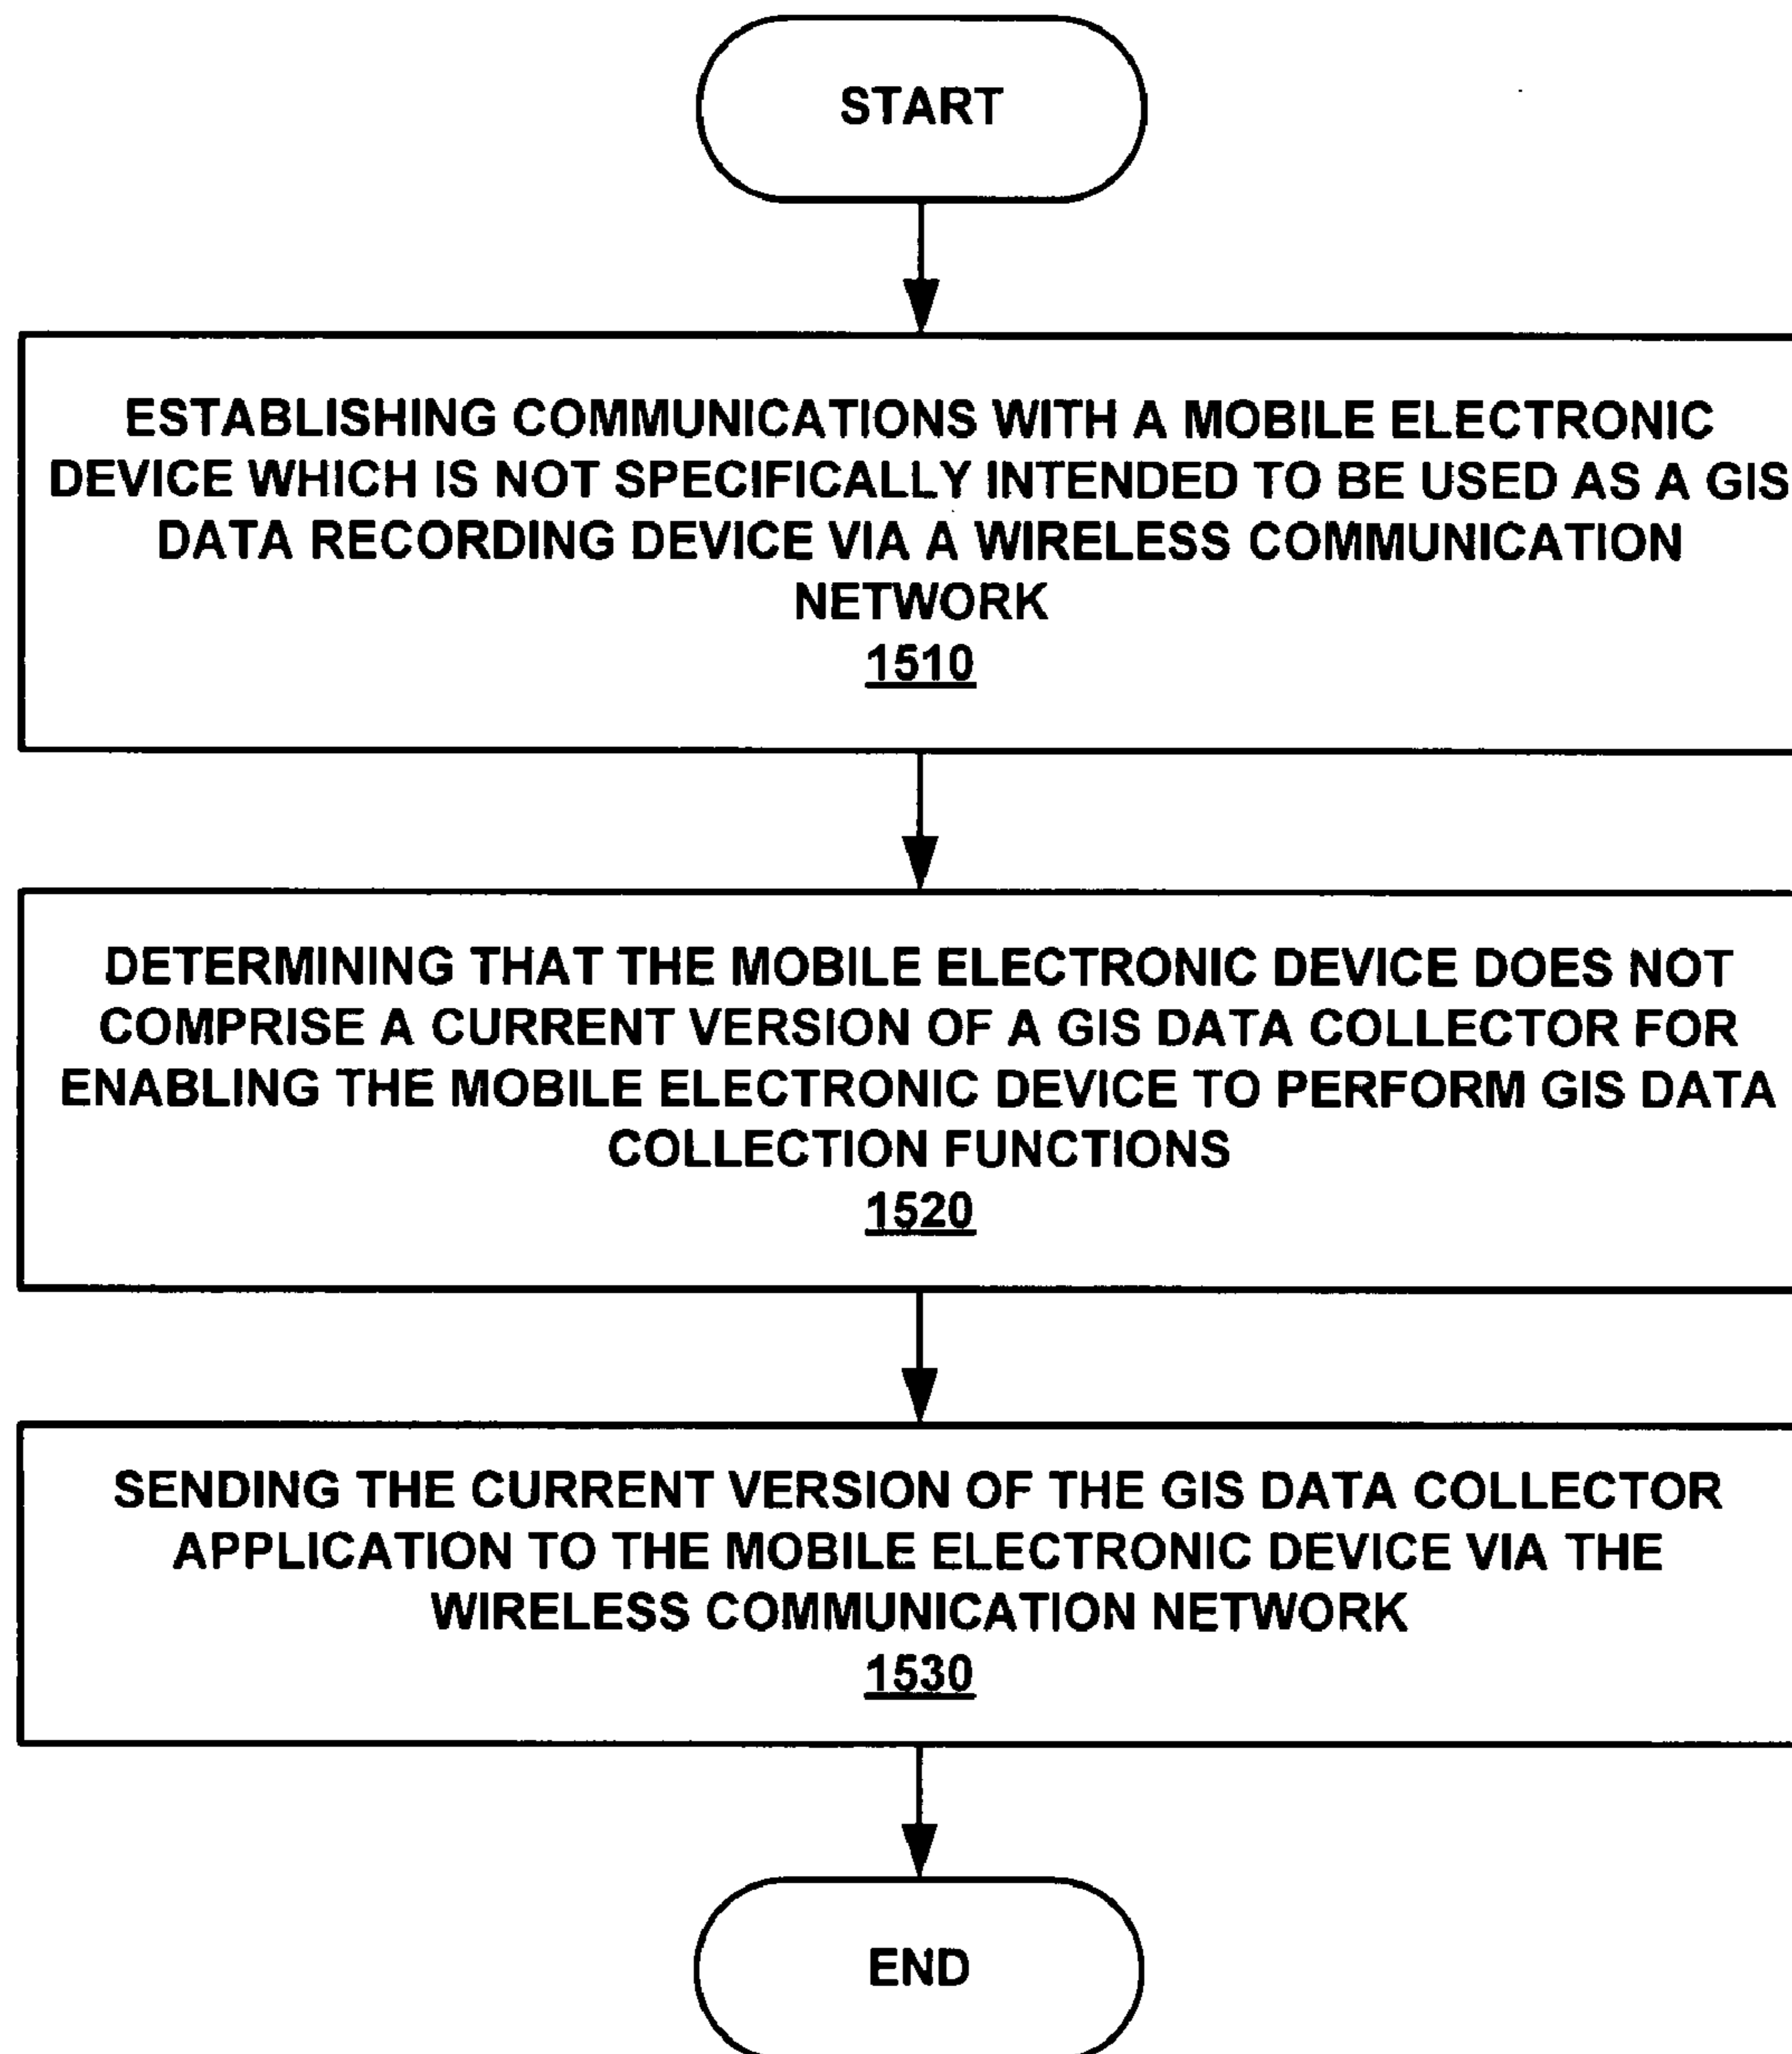 START
ESTABLISHING COMMUNICATIONS WITH A MOBILE ELECTRONIC
DEVICE WHICH IS NOT SPECIFICALLY INTENDED TO BE USED AS A GIS
DATA RECORDING DEVICE VIA A WIRELESS COMMUNICATION
NETWORK
1510
DETERMINING THAT THE MOBILE ELECTRONIC DEVICE DOES NOT
COMPRISE A CURRENT VERSION OF A GIS DATA COLLECTOR FOR
ENABLING THE MOBILE ELECTRONIC DEVICE TO PERFORM GIS DATA
COLLECTION FUNCTIONS
1520
SENDING THE CURRENT VERSION OF THE GIS DATA COLLECTOR
APPLICATION TO THE MOBILE ELECTRONIC DEVICE VIA THE
WIRELESS COMMUNICATION NETWORK
1530
END